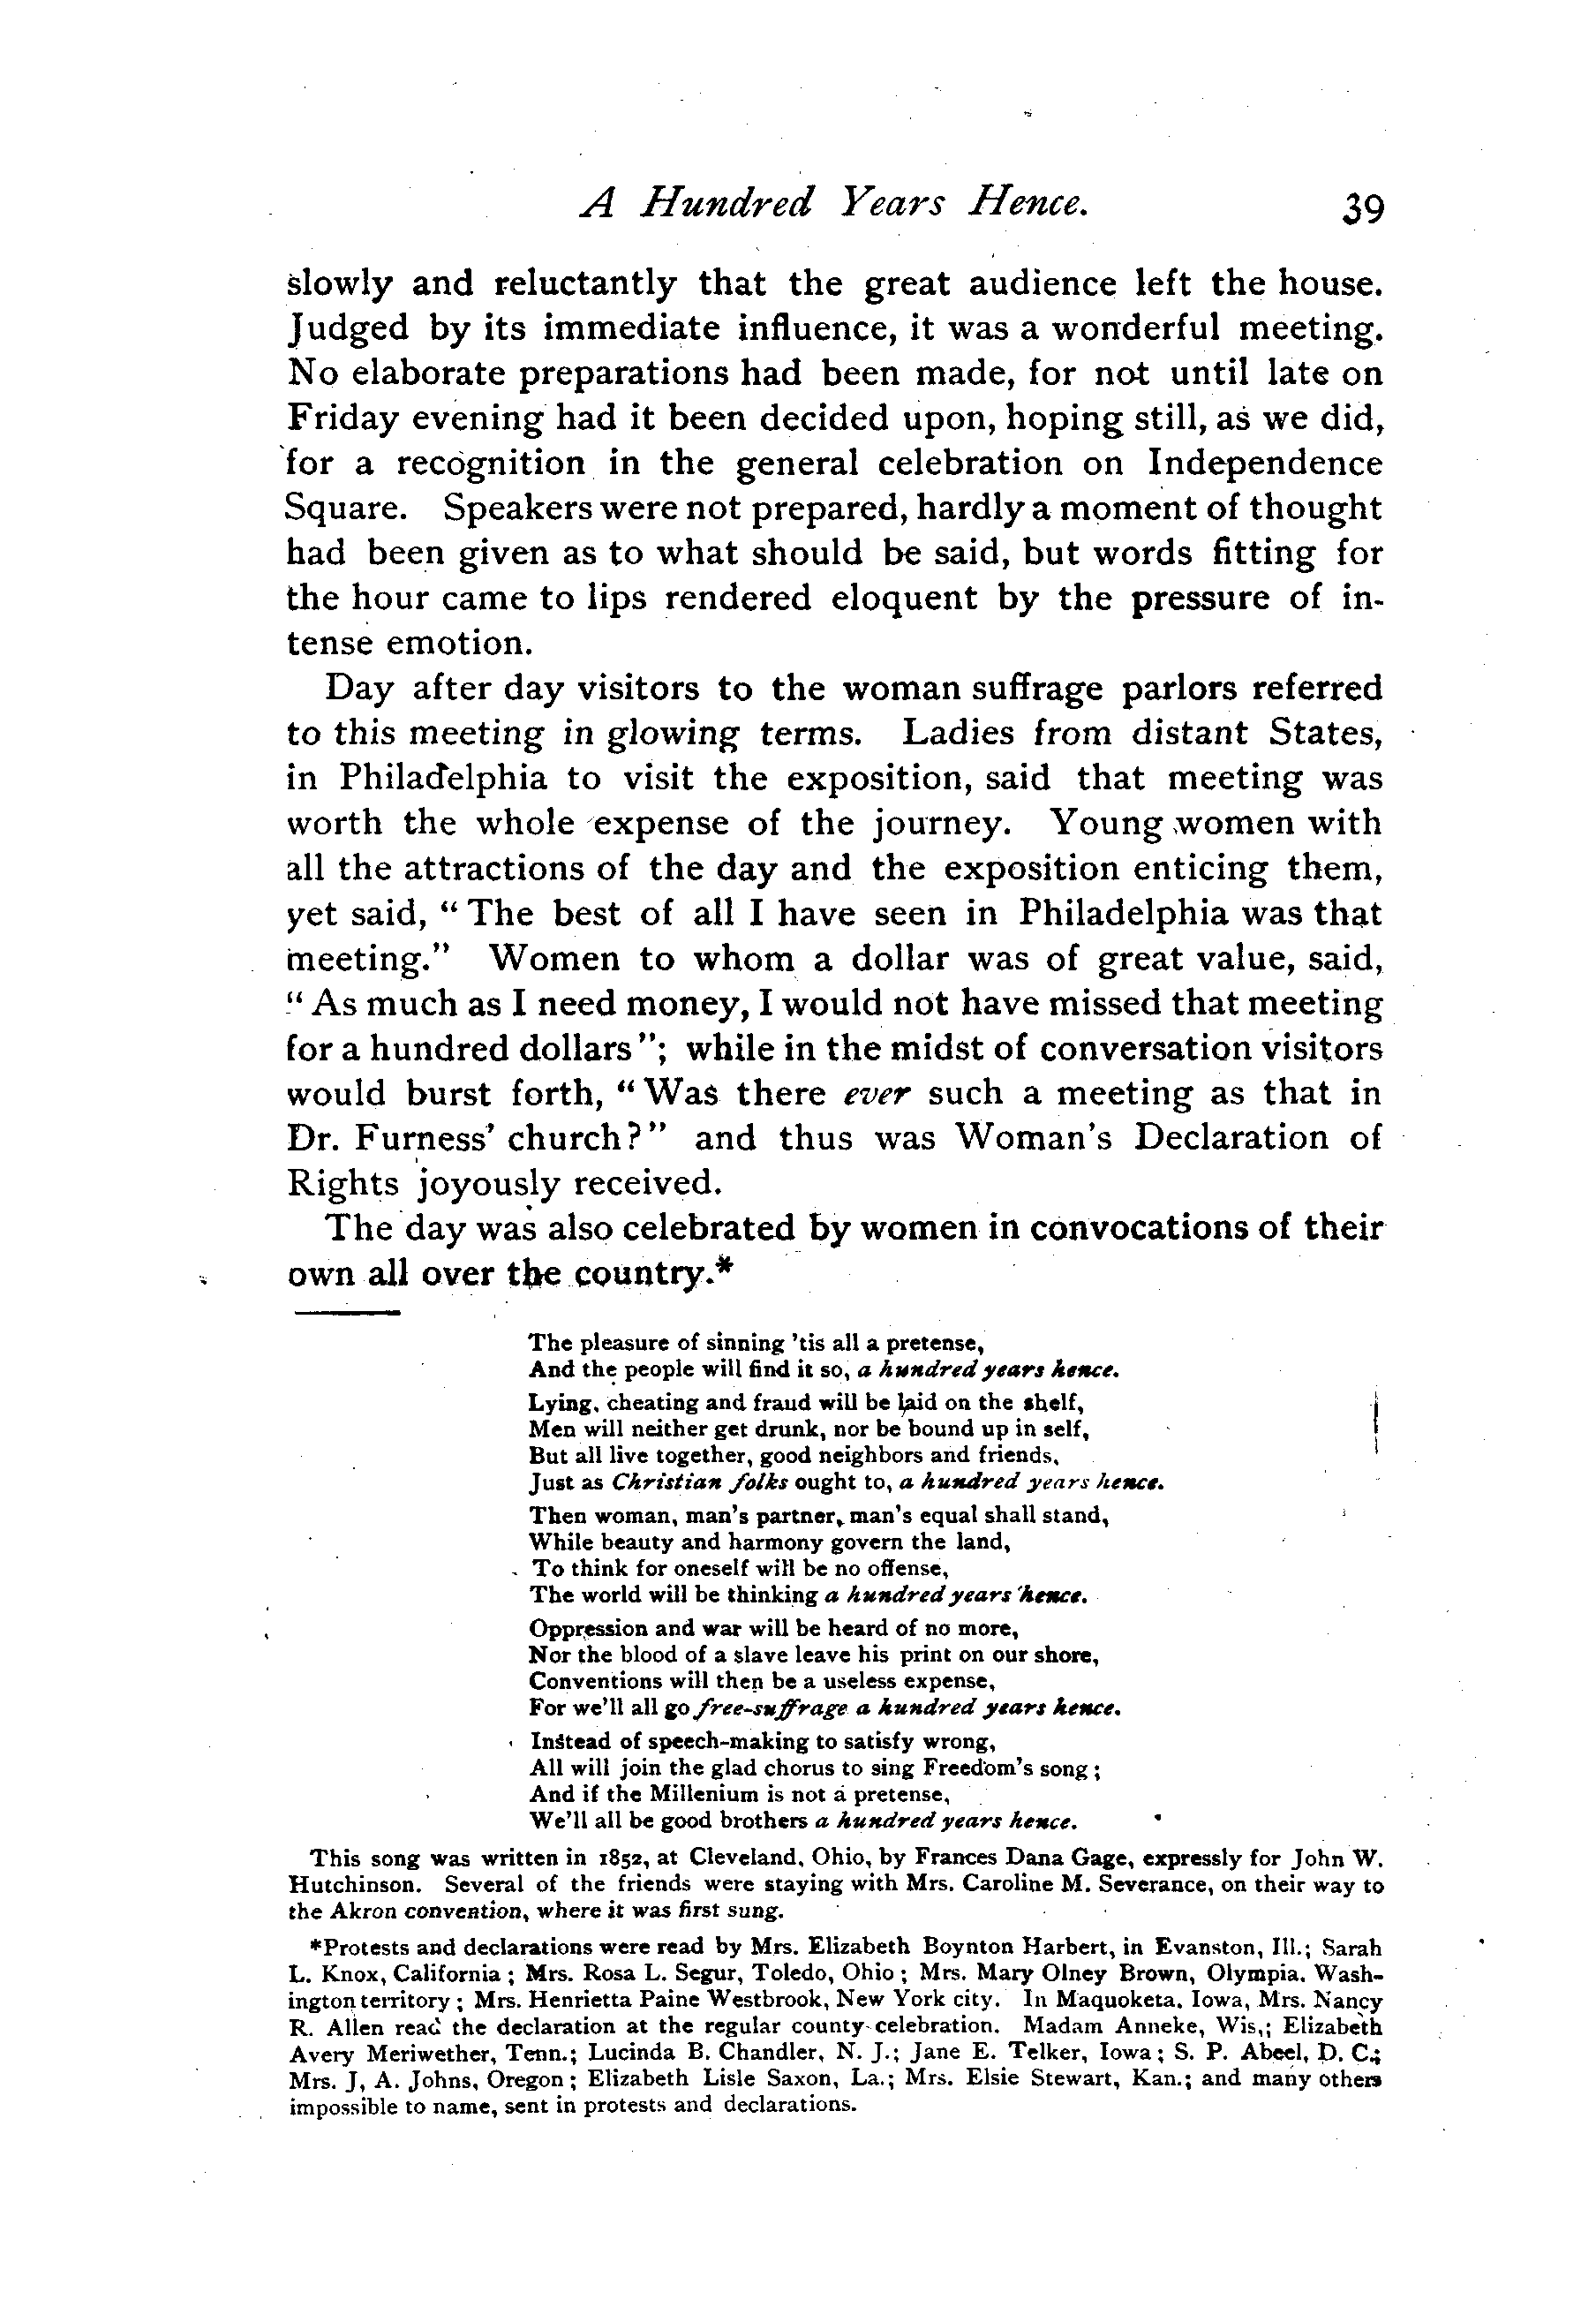 A Hundred Years Hence. 39
slowly and reluctantly that the great audience left the house.
Judged by its immediate influence, it was a wonderful meeting.
No elaborate preparations had been made, for not until late on
Friday evening had it been decided upon, hoping still, as we did,
for a recognition in the general celebration on Independence
Square. Speakers were not prepared, hardly a moment of thought
had been given as to what should be said, but words fitting for
the hour came to lips rendered eloquent by the pressure of in-
tense emotion.
Day after day visitors to the woman suffrage parlors referred
to this meeting in glowing terms. Ladies from distant States,
in Philadelphia to visit the exposition, said that meeting was
worth the whole expense of the journey. Young women with
all the attractions of the day and the exposition enticing them,
yet said, "The best of all I have seen in Philadelphia was that
meeting." Women to whom a dollar was of great value, said,
"As much as I need money, I would not have missed that meeting
for a hundred dollars"; while in the midst of conversation visitors
would burst forth, "Was there ever such a meeting as that in
Dr. Furness' church?" and thus was Woman's Declaration of
Rights joyously received.
The day was also celebrated by women in convocations of their
own all over the country.*
The pleasure of sinning 'tis all a pretense,
And the people will find it so, a hundred years hence.
Lying, cheating and fraud will be laid on the shelf,
Men will neither get drunk, nor be bound up in self,
But all live together, good neighbors and friends,
Just as Christian folks ought to, a hundred years hence.
Then woman, man's partner, man's equal shall stand,
While beauty and harmony govern the land,
To think for oneself will be no offense,
The world will be thinking a hundred years hence.
Oppression and war will be heard of no more,
Nor the blood of a slave leave his print on our shore,
Conventions will then be a useless expense,
For we'll all go free-suffrage a hundred years hence.
Instead of speech-making to satisfy wrong,
All will join the glad chorus to sing Freedom's song;
And if the Millenium is not a pretense,
We'll all be good brothers a hundred years hence.
This song was written in 1852, at Cleveland, Ohio, by Frances Dana Gage, expressly for John W.
Hutchinson. Several of the friends were staying with Mrs. Caroline M. Severance, on their way to
the Akron convention, where it was first sung.
*Protests and declarations were read by Mrs. Elizabeth Boynton Harbert, in Evanston, Ill.; Sarah
L. Knox, California; Mrs. Rosa L. Segur, Toledo, Ohio; Mrs. Mary Olney Brown, Olympia, Wash-
ington territory; Mrs. Henrietta Paine Westbrook, New York city. In Maquoketa, Iowa, Mrs. Nancy
R. Allen read the declaration at the regular county celebration. Madam Anneke, Wis,; Elizabeth
Avery Meriwether, Tenn.; Lucinda B. Chandler, N. J.; Jane E. Telker, Iowa; S. P. Abeel, D. C.;
Mrs. J, A. Johns, Oregon; Elizabeth Lisle Saxon, La.; Mrs. Elsie Stewart, Kan.; and many others
impossible to name, sent in protests and declarations.